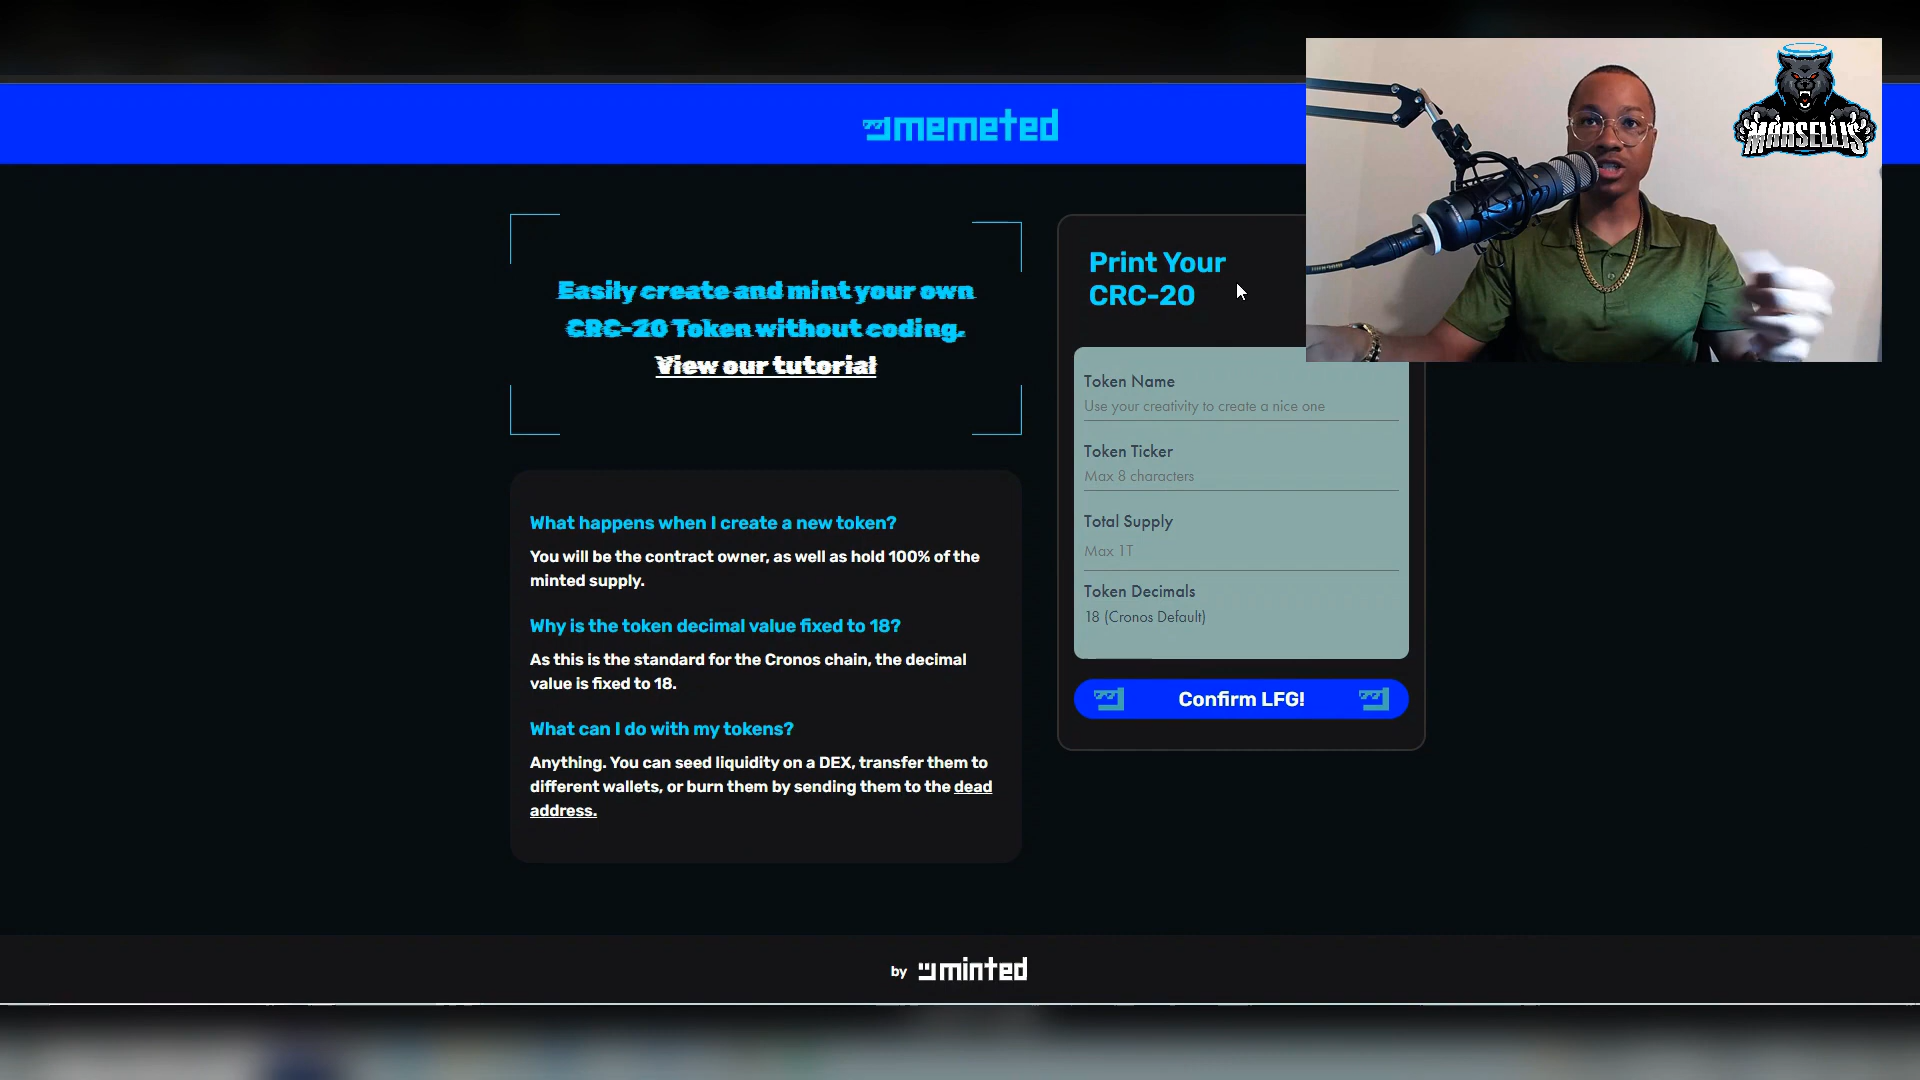 memeted
MARSELLIS
Easily create and mint your own
CRC-20 Token without coding.
View our tutorial
What happens when I create a new token?
You will be the contract owner, as well as hold 100% of the
minted supply.
Why is the token decimal value fixed to 18?
As this is the standard for the Cronos chain, the decimal
value is fixed to 18.
What can I do with my tokens?
Anything. You can seed liquidity on a DEX, transfer them to
different wallets, or burn them by sending them to the dead
address.
Print Your
CRC-20
Token Name
Use your creativity to create a nice one
Token Ticker
Max 8 characters
Total Supply
Max 1T
Token Decimals
18 (Cronos Default)
Confirm LFG!
by minted